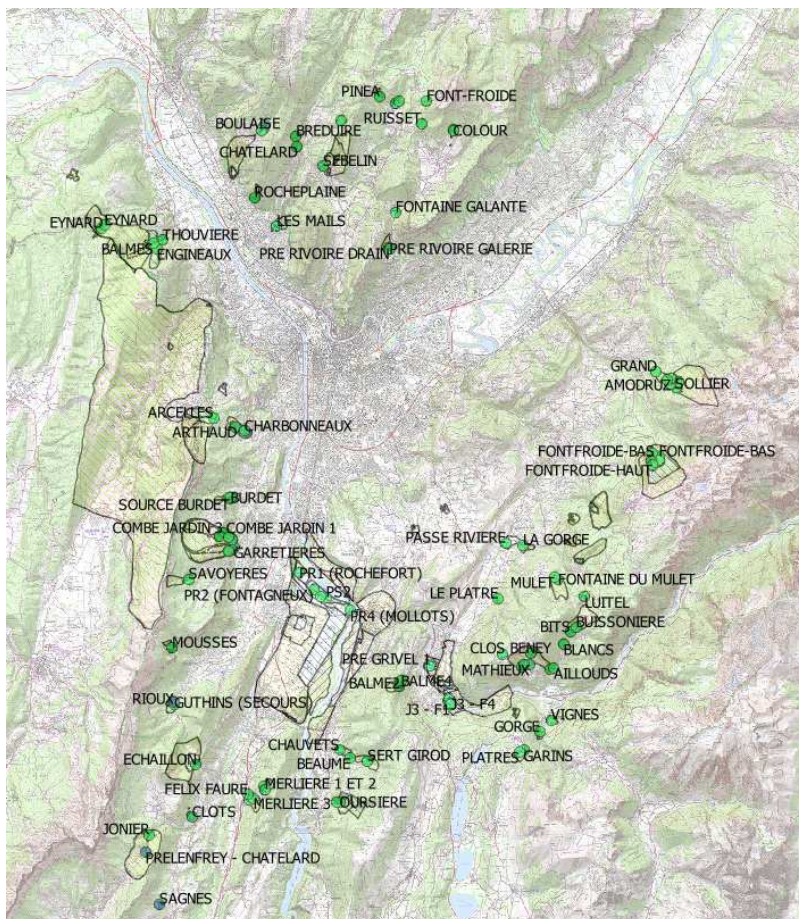 PINEA
FONT-FROIDE
RUISSET
BOULAISE
BREDUIRE
COLOUR
CHATELARD
SEBELIN
ROCHEPLAINE
FONTAINE GALANTE
EYNARD
EYNARD
LES MAILS
THOUVIERE
BALMES
ENGINEAUX
PRE RIVOIRE DRAIN
PRE RIVOIRE GALERIE
GRAND
AMODRUZ
SOLLIER
ARCELLES
ARTHAUD
CHARBONNEAUX
FONTFROIDE-BAS
FONTFROIDE-BAS
FONTFROIDE-HAUT
BURDET
SOURCE BURDET
COMBE JARDIN 3
COMBE JARDIN 1
PASSE RIVIERE
LA GORGE
GARRETIERES
SAVOYERES
PR1 (ROCHEFORT)
MULET
FONTAINE DU MULET
PR2 (FONTAGNEUX)
PS2
LE PLATRE
LUITEL
PR4 (MOLLOTS)
BUISSONIERE
BITS
MOUSSES
CLOS BENEY
BLANCS
PRE GRIVEL
MATHIEUX
AILLOUDS
BALME2
BALME4
RIOUX
GUTHINS (SECOURS)
J3 - F1
J3 - F4
VIGNES
GORGE
CHAUVETS
BEAUME
SERT GIROD
PLATRES
GARINS
ECHAILLON
FELIX FAURE
MERLIERE 1 ET 2
MERLIERE 3
OURSIERE
CLOTS
JONIER
PRELENFREY - CHATELARD
SAGNES